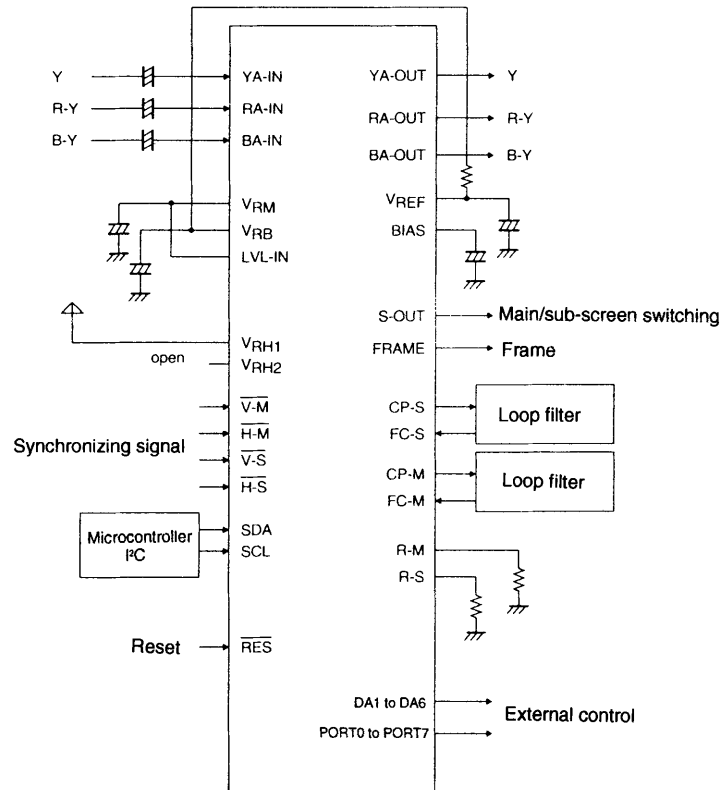 Y YA-IN YA-OUT Y
R-Y RA-IN RA-OUT R-Y
B-Y BA-IN BA-OUT B-Y
VRM VREF
VRB BIAS
LVL-IN
S-OUT Main/sub-screen switching
VRH1 FRAME Frame
open VRH2
V-M CP-S Loop filter
H-M FC-S
Synchronizing signal
V-S CP-M Loop filter
H-S FC-M
Microcontroller I²C SDA R-M
SCL R-S
Reset RES
DA1 to DA6 External control
PORT0 to PORT7